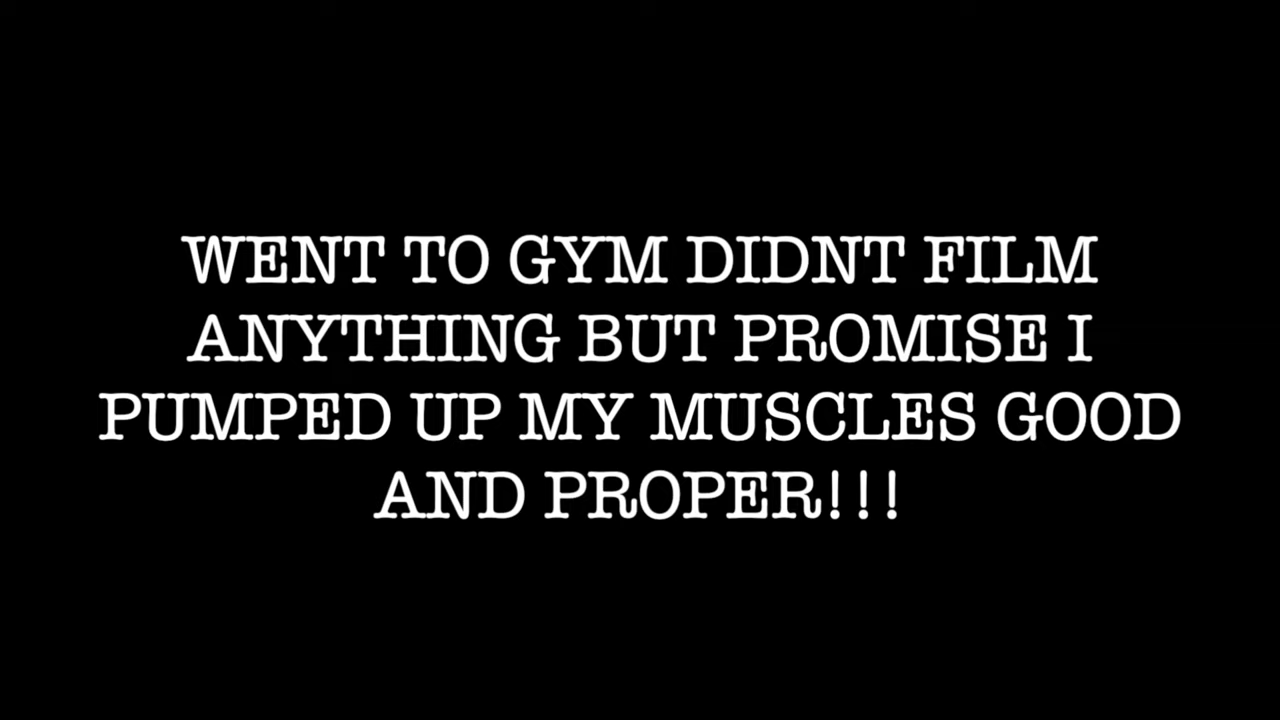 WENT TO GYM DIDNT FILM
ANYTHING BUT PROMISE I
PUMPED UP MY MUSCLES GOOD
AND PROPER!!!